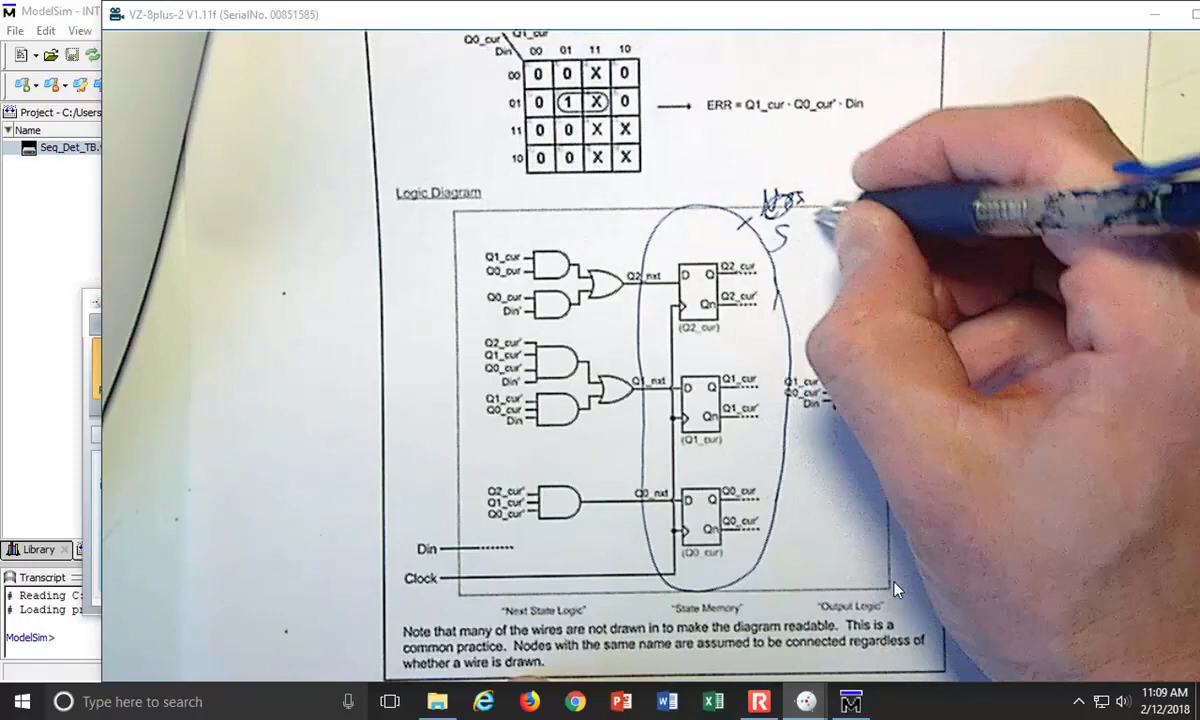 ModelSim - INT
VZ-8plus-2 V1.11f (SerialNo. 00851585)
File Edit View
Project - C:/Users
Name
Seq_Det_TB.
Library
Transcript
# Reading C:
# Loading pr
ModelSim>
Q1_cur
Q0_cur
Din 00 01 11 10
00 0 0 X 0
01 0 1 X 0
11 0 0 X X
10 0 0 X X
ERR = Q1_cur · Q0_cur' · Din
Logic Diagram
S
Q1_cur
Q0_cur
Q0_cur
Din'
Q2_nxt
D Q
Qn
Q2_cur
Q2_cur'
(Q2_cur)
Q2_cur'
Q1_cur'
Q0_cur
Din'
Q1_cur'
Q0_cur
Din
Q1_nxt
D Q
Qn
Q1_cur
Q1_cur'
(Q1_cur)
Q1_cur
Q0_cur'
Din
Q2_cur'
Q1_cur'
Q0_cur'
Q0_nxt
D Q
Qn
Q0_cur
Q0_cur'
(Q0_cur)
Din
Clock
"Next State Logic" "State Memory" "Output Logic"
Note that many of the wires are not drawn in to make the diagram readable. This is a
common practice. Nodes with the same name are assumed to be connected regardless of
whether a wire is drawn.
Type here to search
11:09 AM
2/12/2018